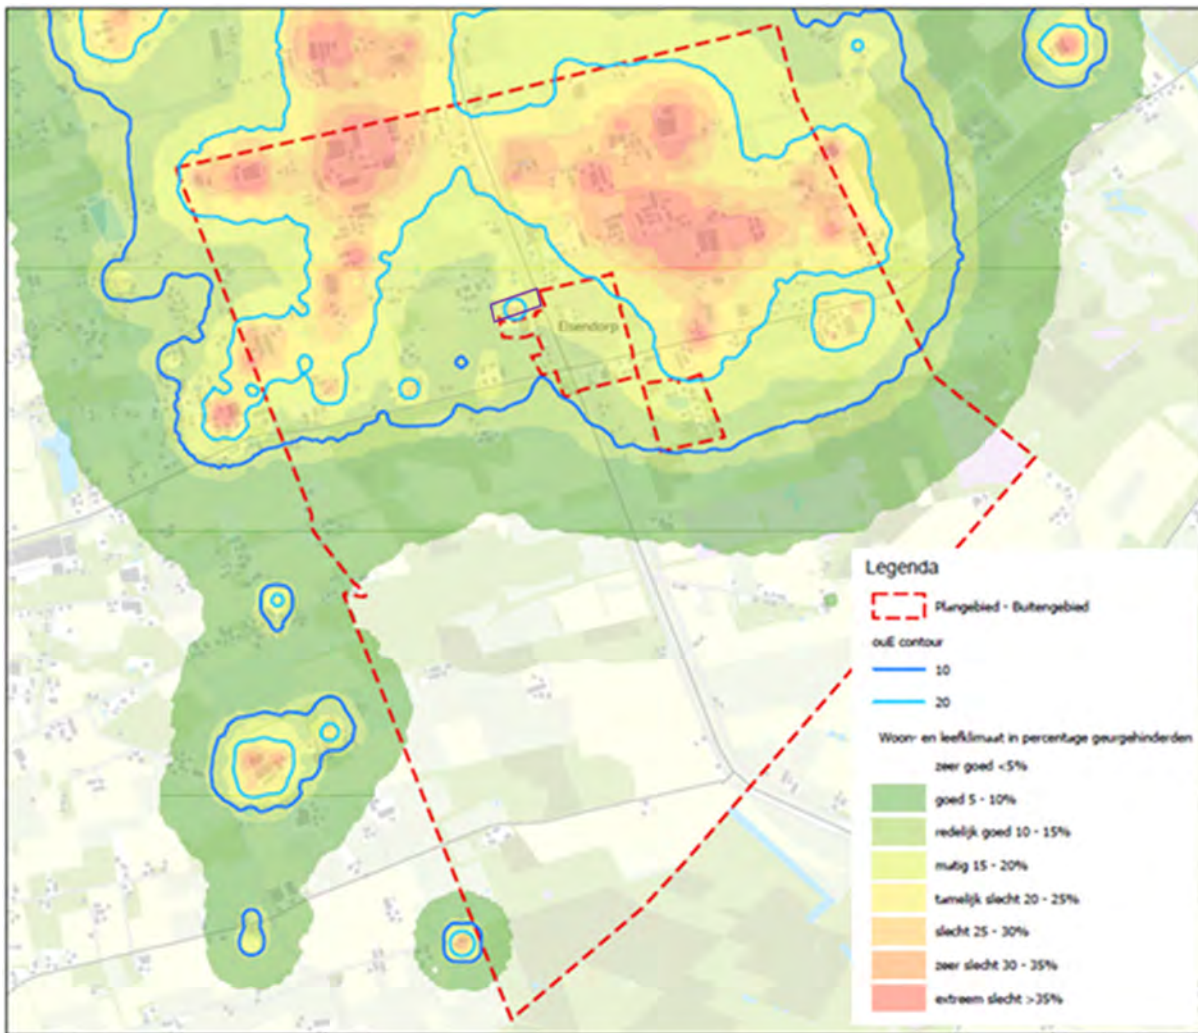 Elsendorp
Legenda
Plangebied - Buitengebied
ouE contour
10
20
Woon- en leefklimaat in percentage geurgehinderden
zeer goed <5%
goed 5 - 10%
redelijk goed 10 - 15%
matig 15 - 20%
tamelijk slecht 20 - 25%
slecht 25 - 30%
zeer slecht 30 - 35%
extreem slecht >35%